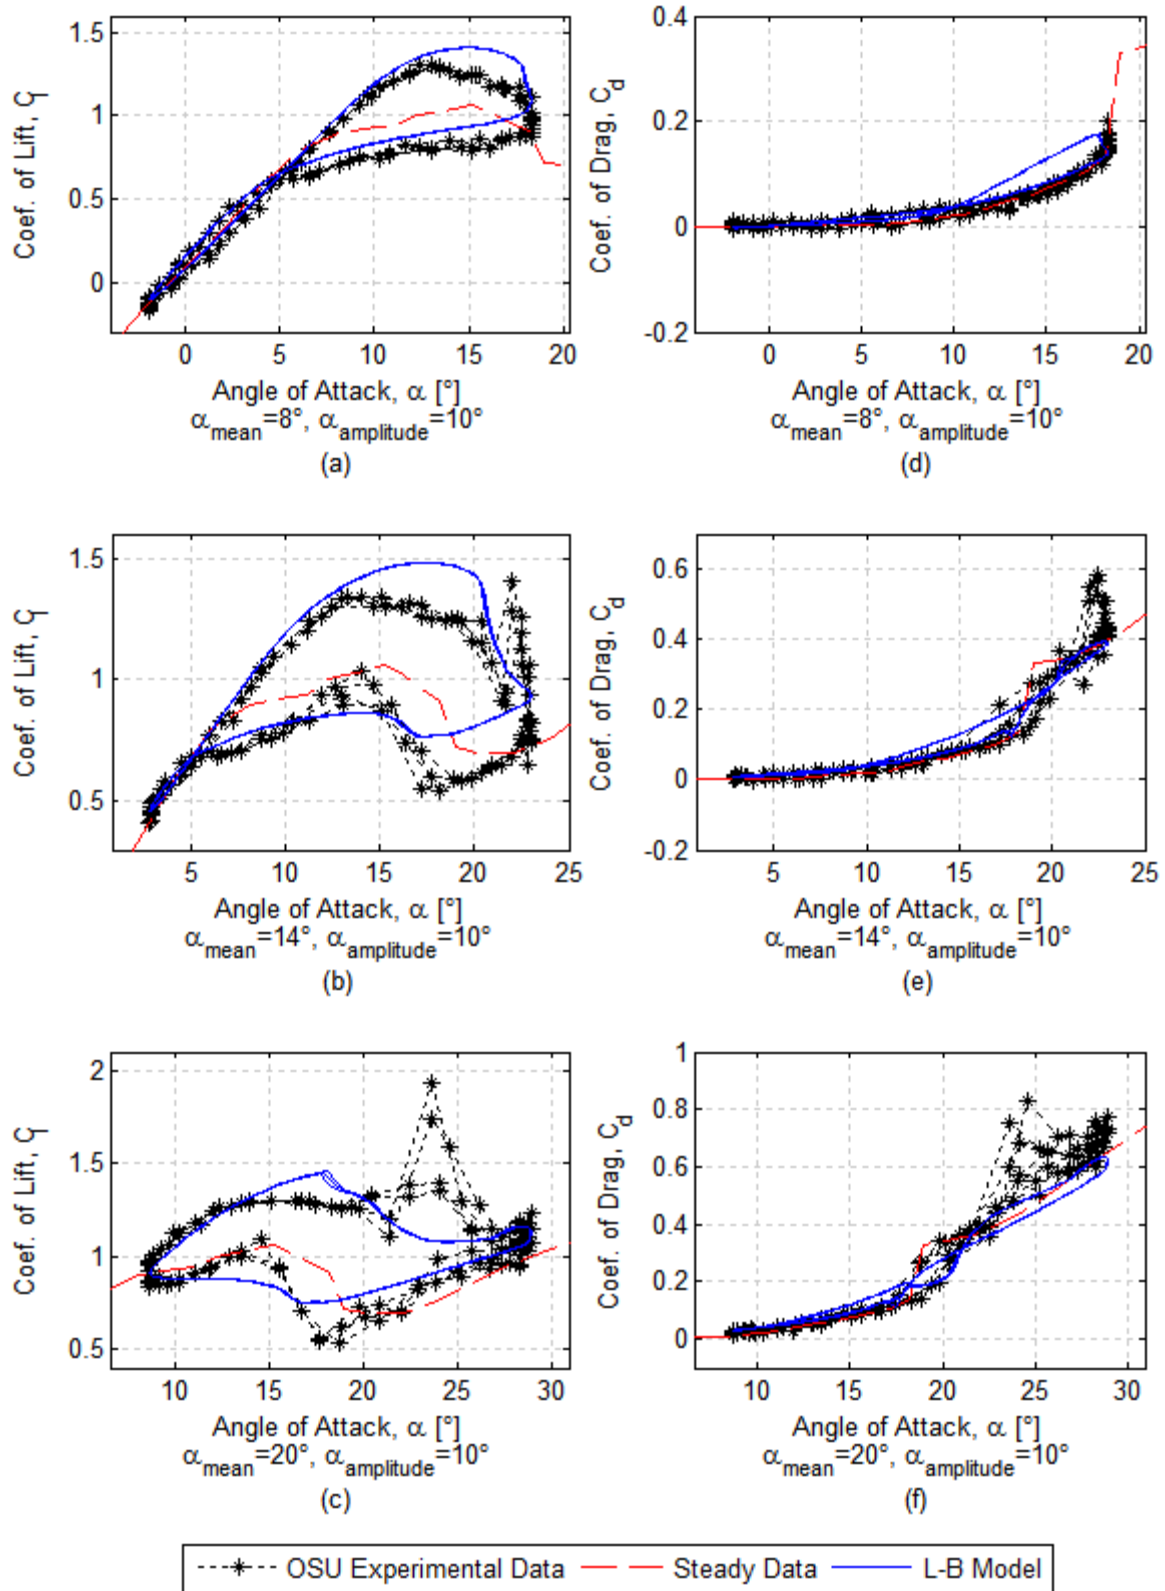 1.5
1
0.5
0
Coef. of Lift, Cl
0 5 10 15 20
Angle of Attack, α [°]
αmean=8°, αamplitude=10°
(a)
0.4
0.2
0
-0.2
Coef. of Drag, Cd
0 5 10 15 20
Angle of Attack, α [°]
αmean=8°, αamplitude=10°
(d)
1.5
1
0.5
Coef. of Lift, Cl
5 10 15 20 25
Angle of Attack, α [°]
αmean=14°, αamplitude=10°
(b)
0.6
0.4
0.2
0
-0.2
Coef. of Drag, Cd
5 10 15 20 25
Angle of Attack, α [°]
αmean=14°, αamplitude=10°
(e)
2
1.5
1
0.5
Coef. of Lift, Cl
10 15 20 25 30
Angle of Attack, α [°]
αmean=20°, αamplitude=10°
(c)
1
0.8
0.6
0.4
0.2
0
Coef. of Drag, Cd
10 15 20 25 30
Angle of Attack, α [°]
αmean=20°, αamplitude=10°
(f)
OSU Experimental Data Steady Data L-B Model